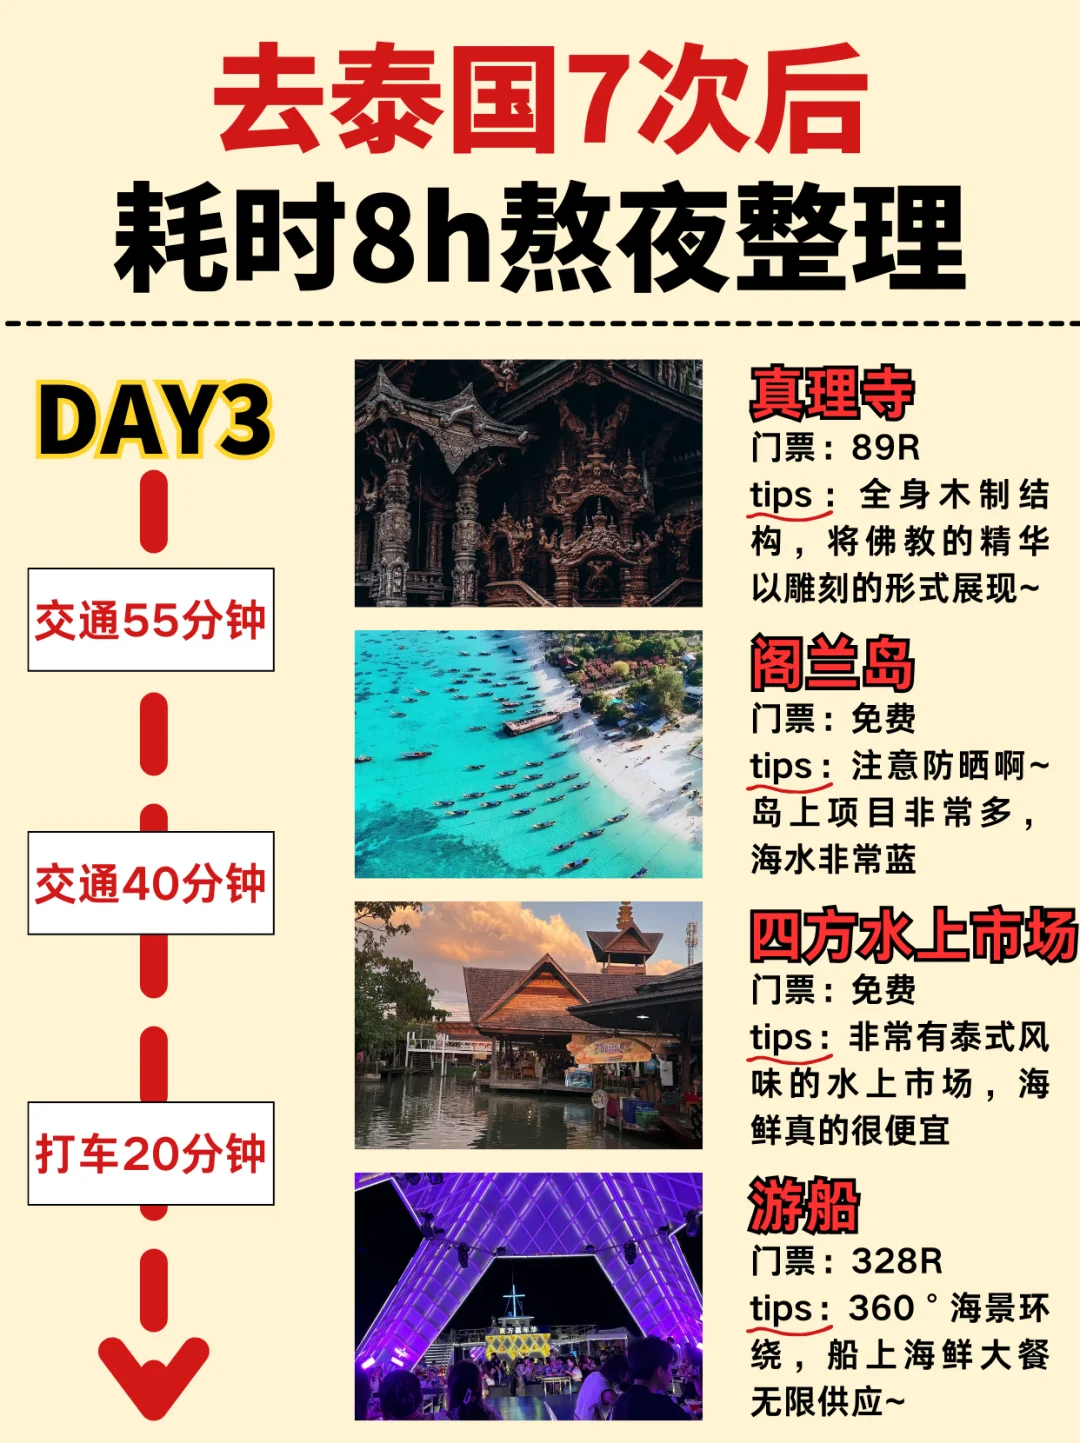 去泰国7次后
耗时8h熬夜整理
DAY3
交通55分钟
交通40分钟
打车20分钟
真理寺
门票：89R
tips：全身木制结
构，将佛教的精华
以雕刻的形式展现~
阁兰岛
门票：免费
tips：注意防晒啊~
岛上项目非常多，
海水非常蓝
四方水上市场
门票：免费
tips：非常有泰式风
味的水上市场，海
鲜真的很便宜
游船
门票：328R
tips：360°海景环
绕，船上海鲜大餐
无限供应~
东方嘉年华